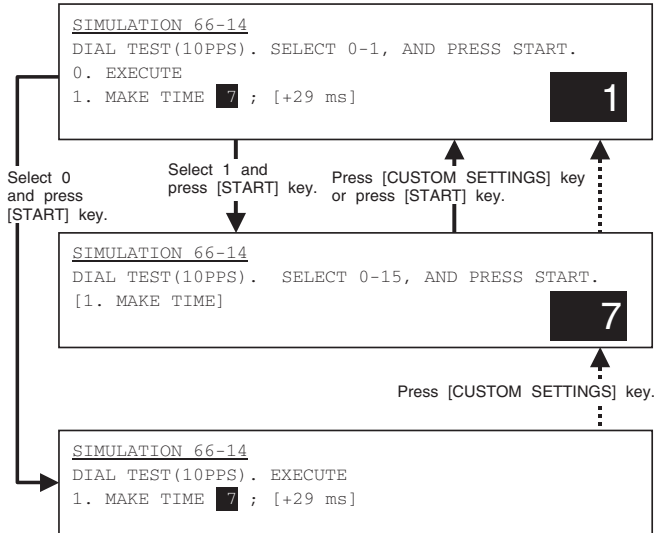 SIMULATION 66-14
DIAL TEST(10PPS). SELECT 0-1, AND PRESS START.
0. EXECUTE
1. MAKE TIME 7 ; [+29 ms]
1
Select 0
and press
[START] key.
Select 1 and
press [START] key.
Press [CUSTOM SETTINGS] key
or press [START] key.
SIMULATION 66-14
DIAL TEST(10PPS). SELECT 0-15, AND PRESS START.
[1. MAKE TIME]
7
Press [CUSTOM SETTINGS] key.
SIMULATION 66-14
DIAL TEST(10PPS). EXECUTE
1. MAKE TIME 7 ; [+29 ms]